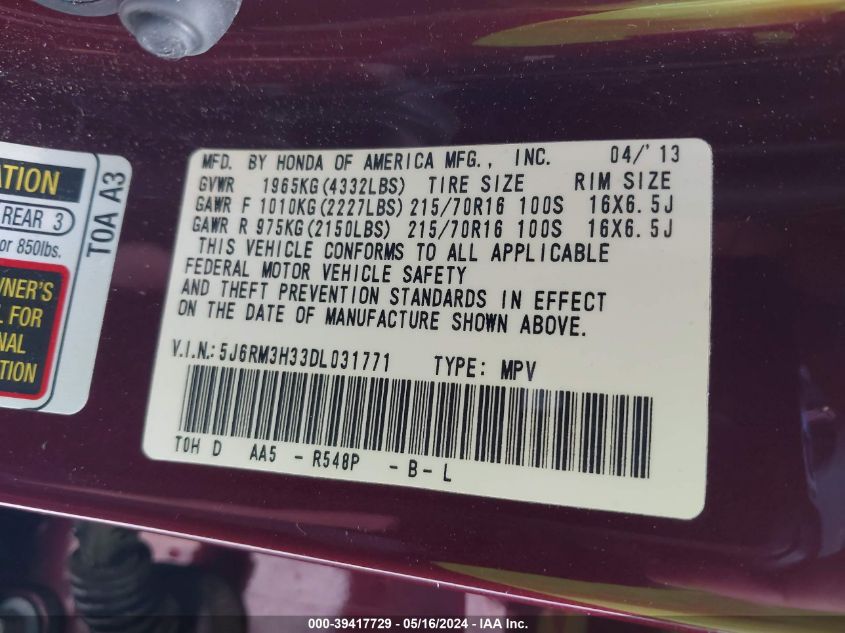 ATION
REAR 3
or 850lbs.
T0A A3
NER'S
L FOR
NAL
TION
MFD. BY HONDA OF AMERICA MFG., INC. 04/'13
GVWR 1965KG(4332LBS) TIRE SIZE RIM SIZE
GAWR F 1010KG(2227LBS) 215/70R16 100S 16X6.5J
GAWR R 975KG(2150LBS) 215/70R16 100S 16X6.5J
THIS VEHICLE CONFORMS TO ALL APPLICABLE
FEDERAL MOTOR VEHICLE SAFETY
AND THEFT PREVENTION STANDARDS IN EFFECT
ON THE DATE OF MANUFACTURE SHOWN ABOVE.
V.I.N.: 5J6RM3H33DL031771 TYPE: MPV
T0H D AA5 - R548P - B - L
000-39417729 - 05/16/2024 - IAA Inc.